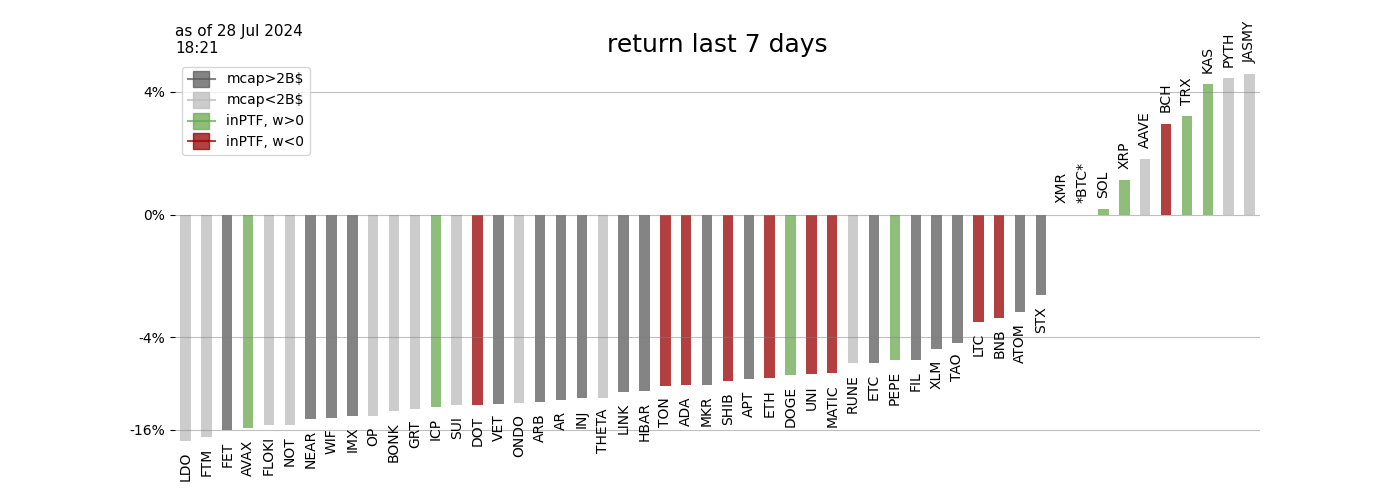 as of 28 Jul 2024
18:21
return last 7 days
mcap>2B$
mcap<2B$
inPTF, w>0
inPTF, w<0
4%
0%
-4%
-16%
LDO
FTM
FET
AVAX
FLOKI
NOT
NEAR
WIF
IMX
OP
BONK
GRT
ICP
SUI
DOT
VET
ONDO
ARB
AR
INJ
THETA
LINK
HBAR
TON
ADA
MKR
SHIB
APT
ETH
DOGE
UNI
MATIC
RUNE
ETC
PEPE
FIL
XLM
TAO
LTC
BNB
ATOM
STX
XMR
*BTC*
SOL
XRP
AAVE
BCH
TRX
KAS
PYTH
JASMY